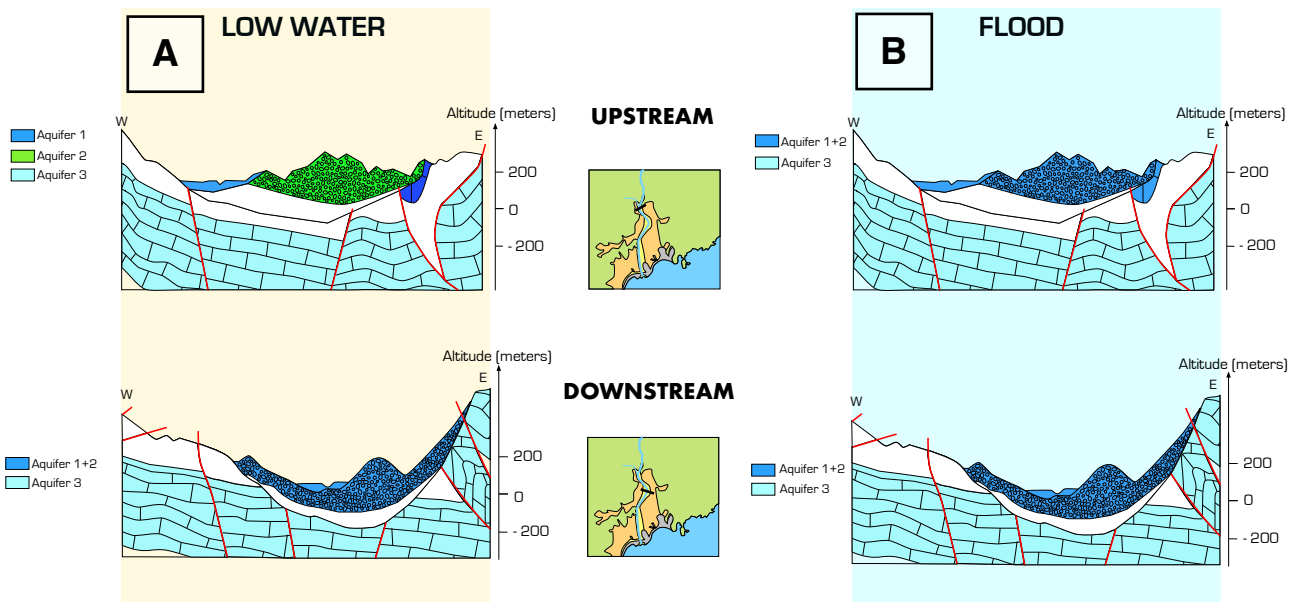 A
LOW WATER
B
FLOOD
Altitude (meters)
UPSTREAM
Altitude (meters)
W
E
W
E
Aquifer 1
Aquifer 2
Aquifer 3
Aquifer 1+2
Aquifer 3
200
0
- 200
200
0
- 200
Altitude (meters)
DOWNSTREAM
Altitude (meters)
W
E
W
E
Aquifer 1+2
Aquifer 3
Aquifer 1+2
Aquifer 3
200
0
- 200
200
0
- 200